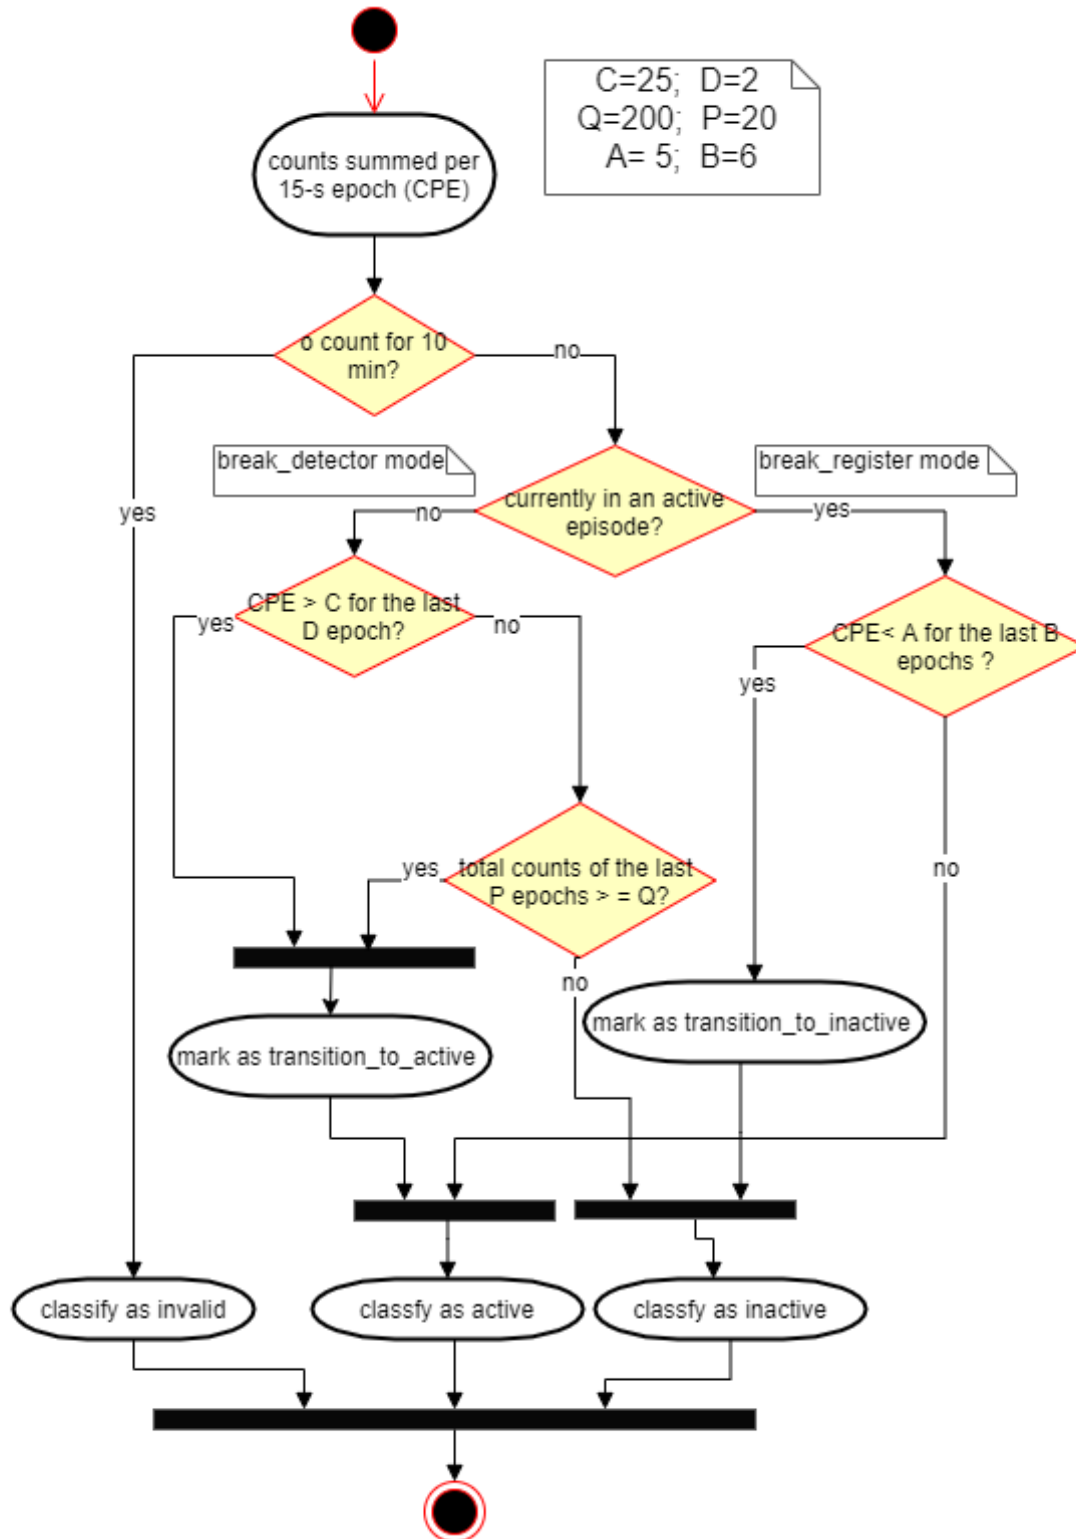 C=25; D=2
Q=200; P=20
A= 5; B=6
counts summed per
15-s epoch (CPE)
o count for 10
min?
no
yes
break_detector mode
break_register mode
currently in an active
episode?
no
yes
CPE > C for the last
D epoch?
yes
no
CPE< A for the last B
epochs ?
yes
no
total counts of the last
P epochs > = Q?
yes
no
mark as transition_to_inactive
mark as transition_to_active
classify as invalid
classfy as active
classfy as inactive